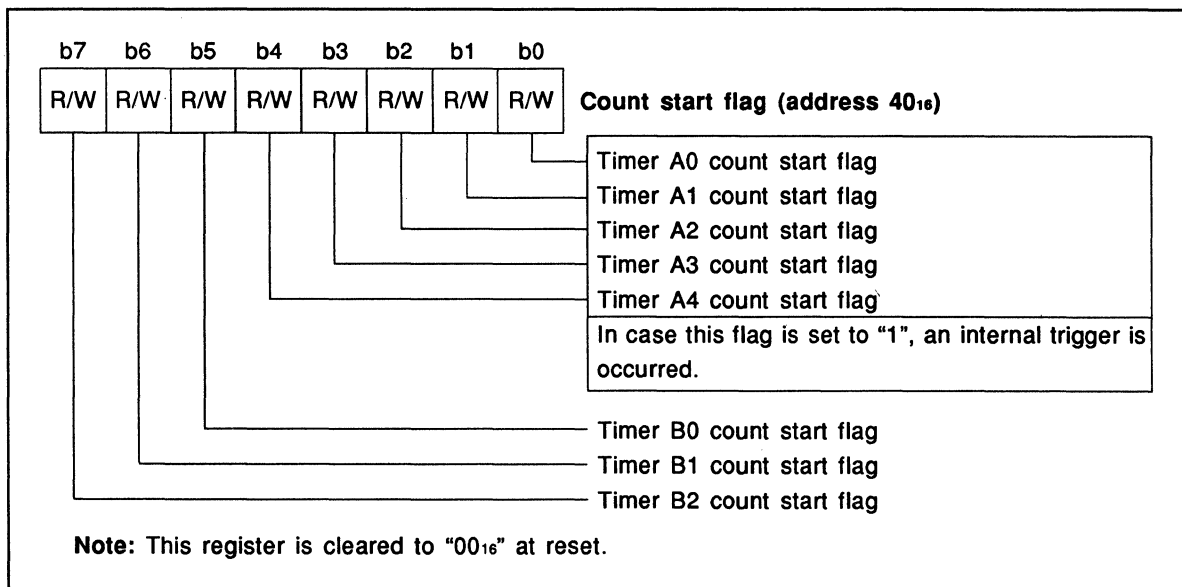 b7 b6 b5 b4 b3 b2 b1 b0
R/W R/W R/W R/W R/W R/W R/W R/W Count start flag (address 40₁₆)
Timer A0 count start flag
Timer A1 count start flag
Timer A2 count start flag
Timer A3 count start flag
Timer A4 count start flag
In case this flag is set to “1”, an internal trigger is
occurred.
Timer B0 count start flag
Timer B1 count start flag
Timer B2 count start flag
Note: This register is cleared to “00₁₆” at reset.